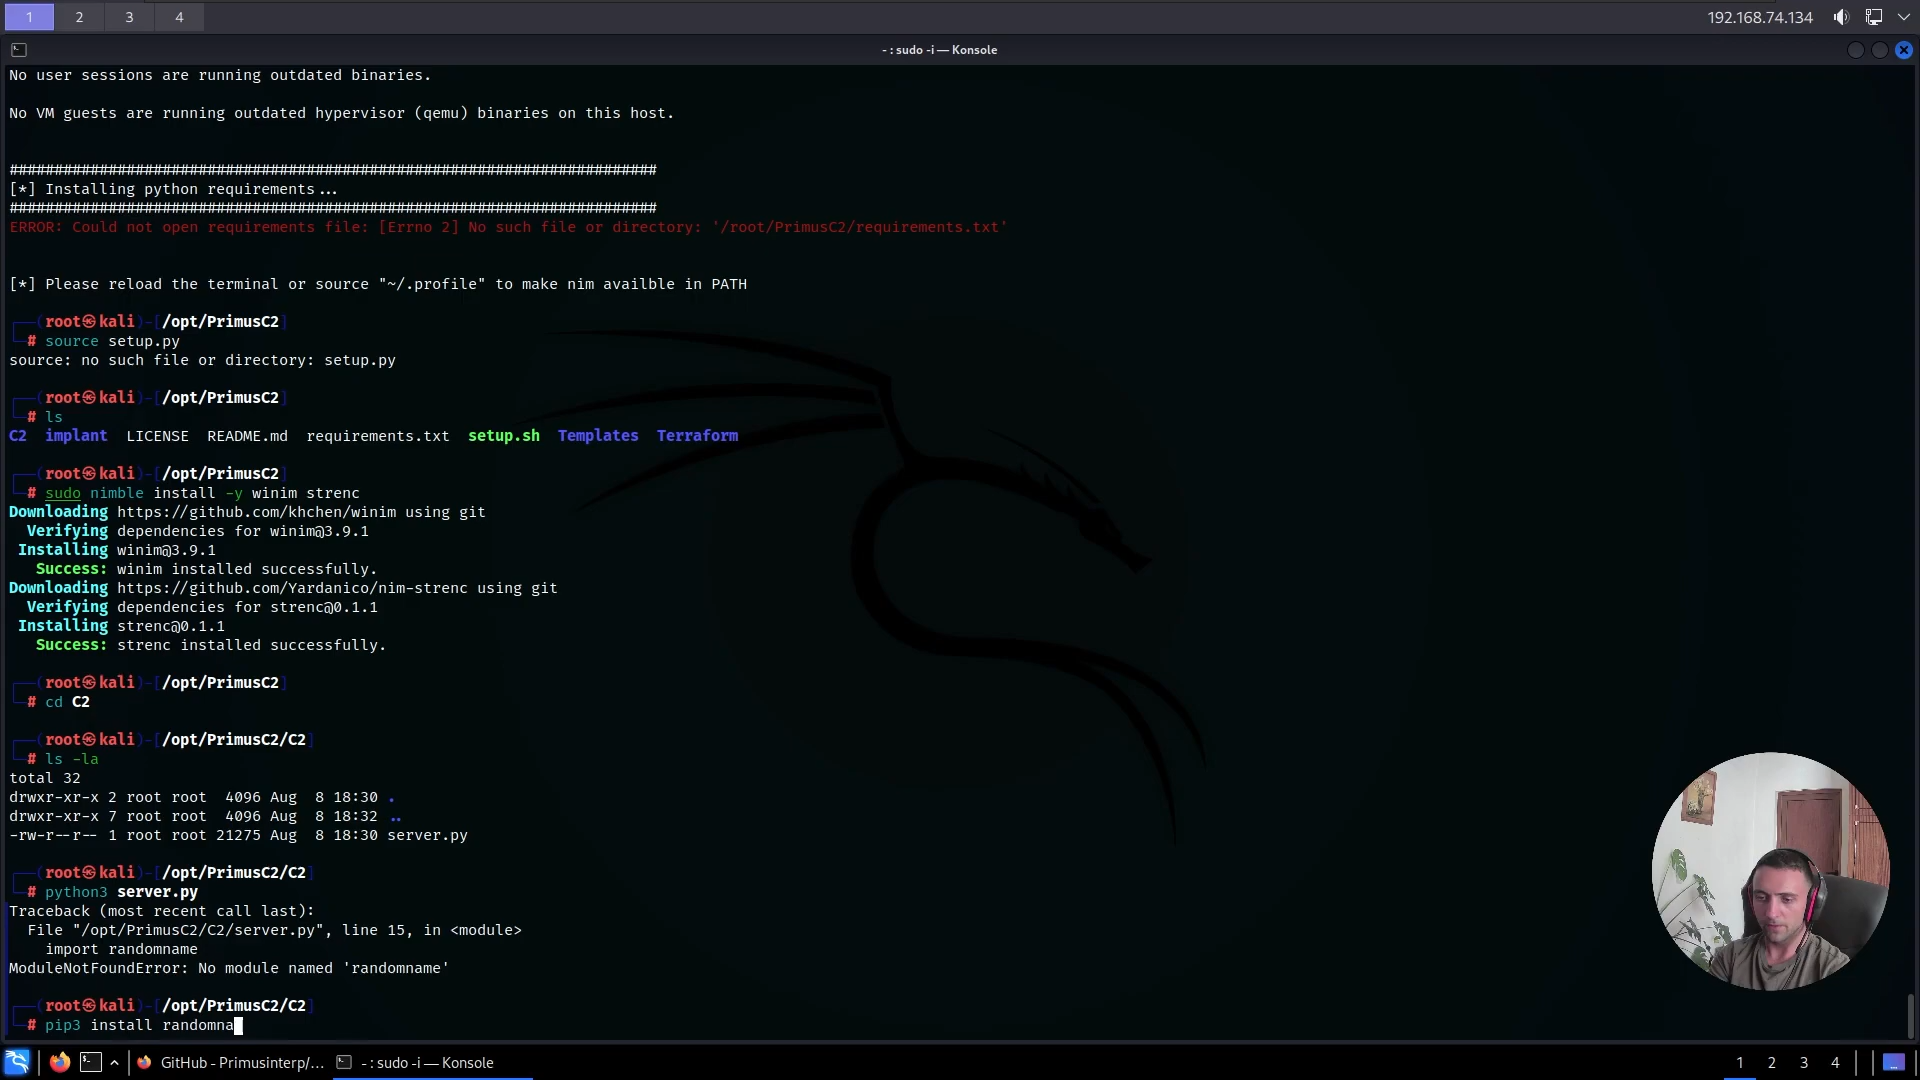 1 2 3 4 192.168.74.134
- : sudo -i — Konsole
No user sessions are running outdated binaries.
No VM guests are running outdated hypervisor (qemu) binaries on this host.
########################################################################
[*] Installing python requirements...
########################################################################
ERROR: Could not open requirements file: [Errno 2] No such file or directory: '/root/PrimusC2/requirements.txt'
[*] Please reload the terminal or source "~/.profile" to make nim availble in PATH
┌──(root㉿kali)-[/opt/PrimusC2]
└─# source setup.py
source: no such file or directory: setup.py
┌──(root㉿kali)-[/opt/PrimusC2]
└─# ls
C2 implant LICENSE README.md requirements.txt setup.sh Templates Terraform
┌──(root㉿kali)-[/opt/PrimusC2]
└─# sudo nimble install -y winim strenc
Downloading https://github.com/khchen/winim using git
Verifying dependencies for winim@3.9.1
Installing winim@3.9.1
Success: winim installed successfully.
Downloading https://github.com/Yardanico/nim-strenc using git
Verifying dependencies for strenc@0.1.1
Installing strenc@0.1.1
Success: strenc installed successfully.
┌──(root㉿kali)-[/opt/PrimusC2]
└─# cd C2
┌──(root㉿kali)-[/opt/PrimusC2/C2]
└─# ls -la
total 32
drwxr-xr-x 2 root root 4096 Aug 8 18:30 .
drwxr-xr-x 7 root root 4096 Aug 8 18:32 ..
-rw-r--r-- 1 root root 21275 Aug 8 18:30 server.py
┌──(root㉿kali)-[/opt/PrimusC2/C2]
└─# python3 server.py
Traceback (most recent call last):
File "/opt/PrimusC2/C2/server.py", line 15, in <module>
import randomname
ModuleNotFoundError: No module named 'randomname'
┌──(root㉿kali)-[/opt/PrimusC2/C2]
└─# pip3 install randomna
GitHub - Primusinterp/... - : sudo -i — Konsole 1 2 3 4